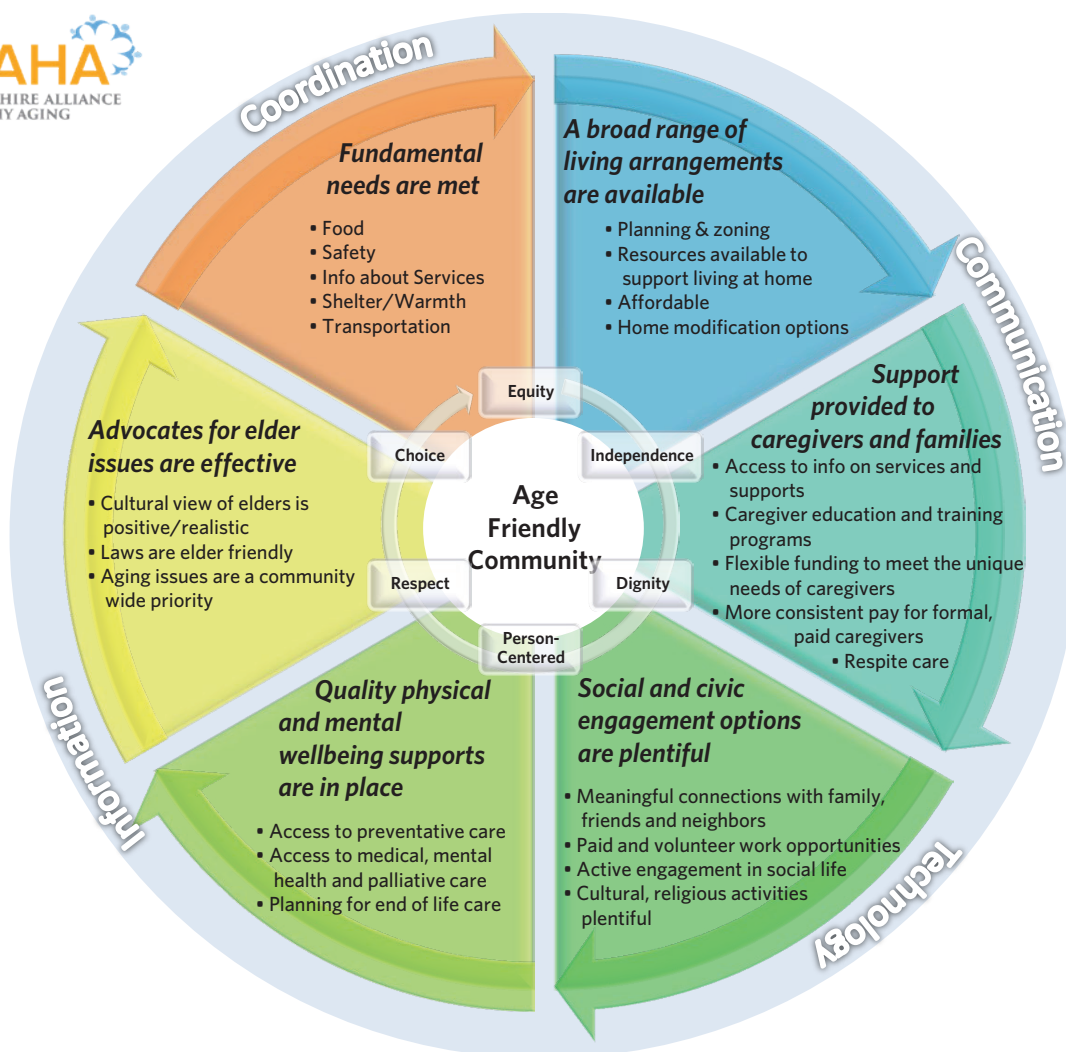 AHA
HIRE ALLIANCE
Y AGING
Coordination
Fundamental
needs are met
• Food
• Safety
• Info about Services
• Shelter/Warmth
• Transportation
A broad range of
living arrangements
are available
• Planning & zoning
• Resources available to
support living at home
• Affordable
• Home modification options
Communication
Support
provided to
caregivers and families
• Access to info on services and
supports
• Caregiver education and training
programs
• Flexible funding to meet the unique
needs of caregivers
• More consistent pay for formal,
paid caregivers
• Respite care
Technology
Social and civic
engagement options
are plentiful
• Meaningful connections with family,
friends and neighbors
• Paid and volunteer work opportunities
• Active engagement in social life
• Cultural, religious activities
plentiful
Quality physical
and mental
wellbeing supports
are in place
• Access to preventative care
• Access to medical, mental
health and palliative care
• Planning for end of life care
Information
Advocates for elder
issues are effective
• Cultural view of elders is
positive/realistic
• Laws are elder friendly
• Aging issues are a community
wide priority
Equity
Independence
Dignity
Person-
Centered
Respect
Choice
Age
Friendly
Community